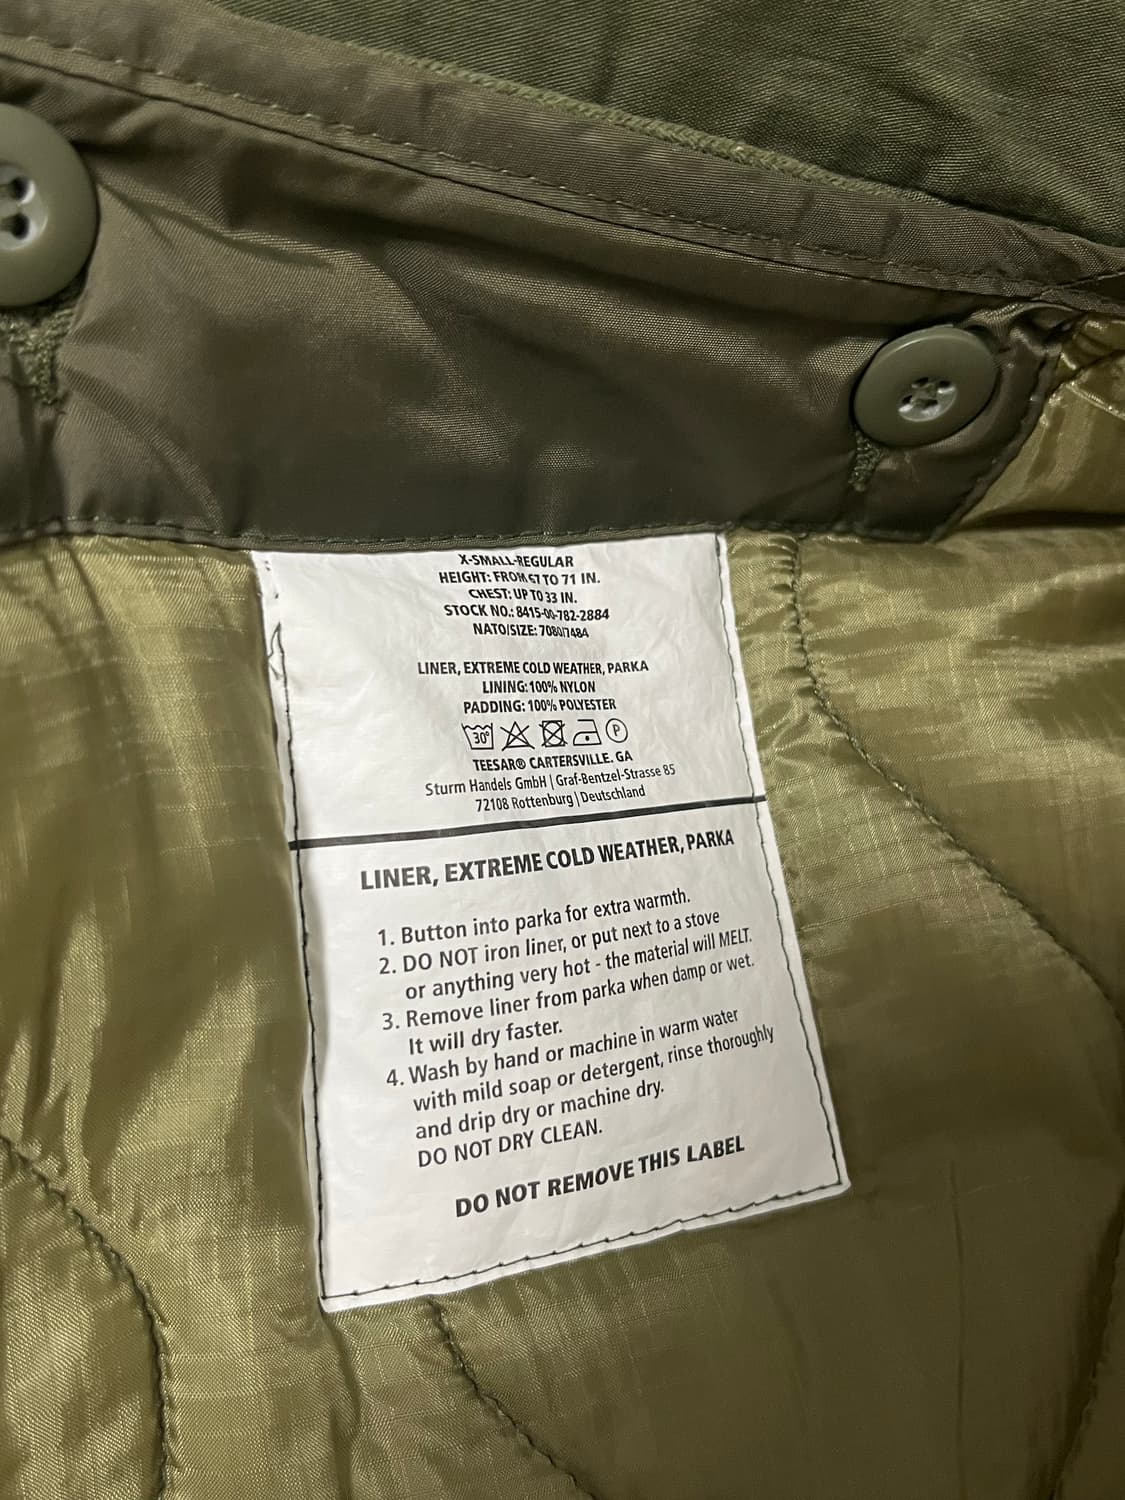 X-SMALL-REGULAR
HEIGHT: FROM 67 TO 71 IN.
CHEST: UP TO 33 IN.
STOCK NO.: 8415-00-782-2884
NATO/SIZE: 7080/7484
LINER, EXTREME COLD WEATHER, PARKA
LINING: 100% NYLON
PADDING: 100% POLYESTER
30° P
TEESAR® CARTERSVILLE. GA
Sturm Handels GmbH | Graf-Bentzel-Strasse 85
72108 Rottenburg | Deutschland
LINER, EXTREME COLD WEATHER, PARKA
1. Button into parka for extra warmth.
2. DO NOT iron liner, or put next to a stove
or anything very hot - the material will MELT.
3. Remove liner from parka when damp or wet.
It will dry faster.
4. Wash by hand or machine in warm water
with mild soap or detergent, rinse thoroughly
and drip dry or machine dry.
DO NOT DRY CLEAN.
DO NOT REMOVE THIS LABEL